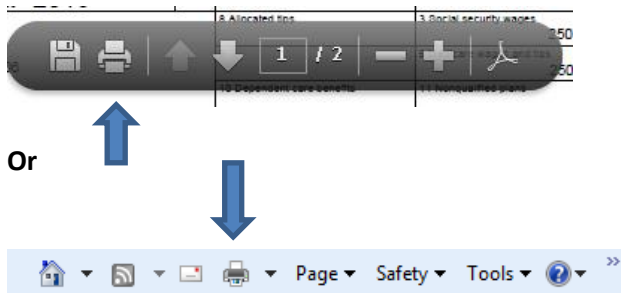 8 Allocated tips
3 Social security wages
250
1 / 2
250
10 Dependent care benefits
11 Nonqualified plans
Or
Page
Safety
Tools
?
»